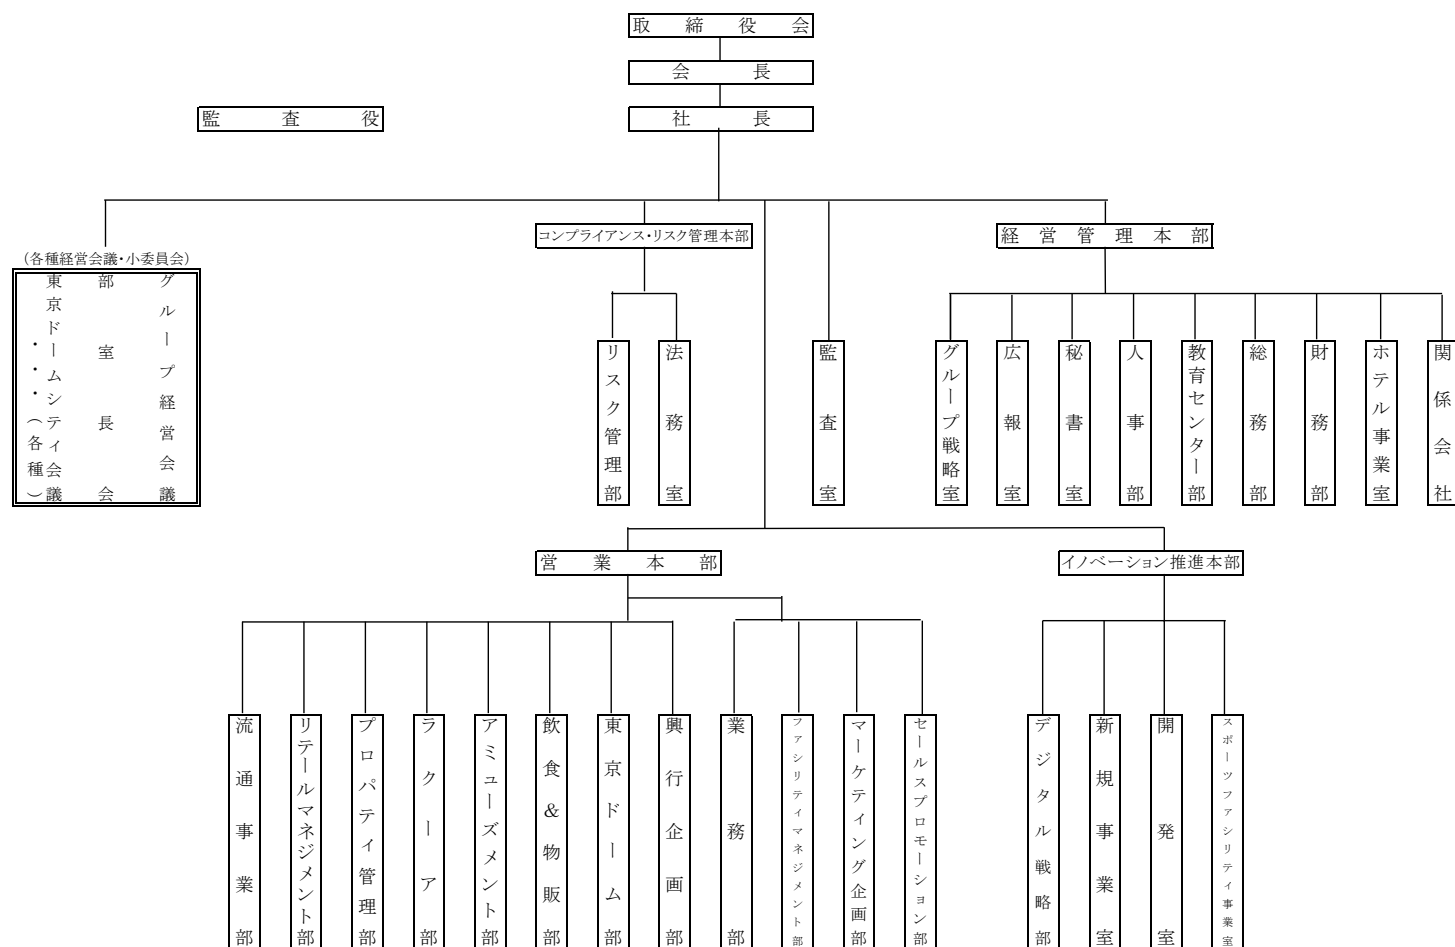 取締役会
会長
監査役
社長
コンプライアンス・リスク管理本部
経営管理本部
（各種経営会議・小委員会）
グループ経営会議
部室長会
東京ドームシティ会議
・・・（各種）
リスク管理部
法務室
監査室
グループ戦略室
広報室
秘書室
人事部
教育センター部
総務部
財務部
ホテル事業室
関係会社
営業本部
イノベーション推進本部
流通事業部
リテールマネジメント部
プロパティ管理部
ラクーア部
アミューズメント部
飲食&物販部
東京ドーム部
興行企画部
業務部
ファシリティマネジメント部
マーケティング企画部
セールスプロモーション部
デジタル戦略部
新規事業室
開発室
スポーツファシリティ事業室